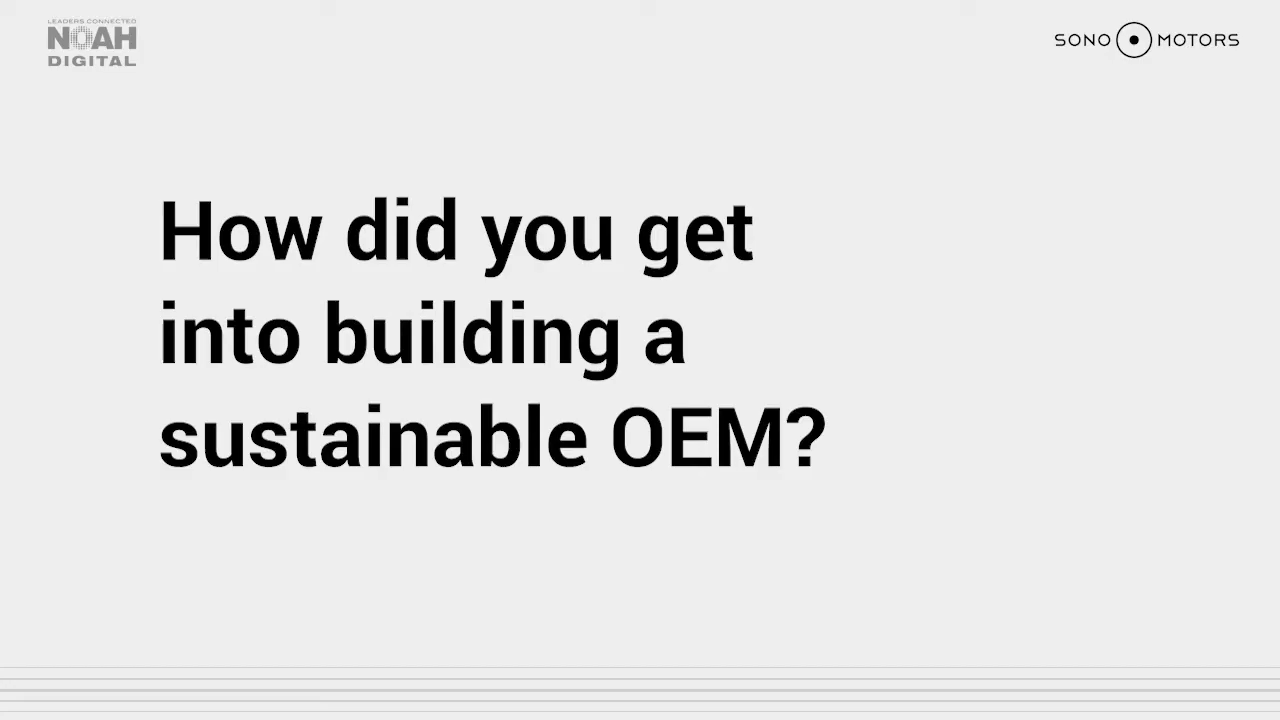 LEADERS CONNECTED
NOAH
DIGITAL
SONO MOTORS
How did you get
into building a
sustainable OEM?